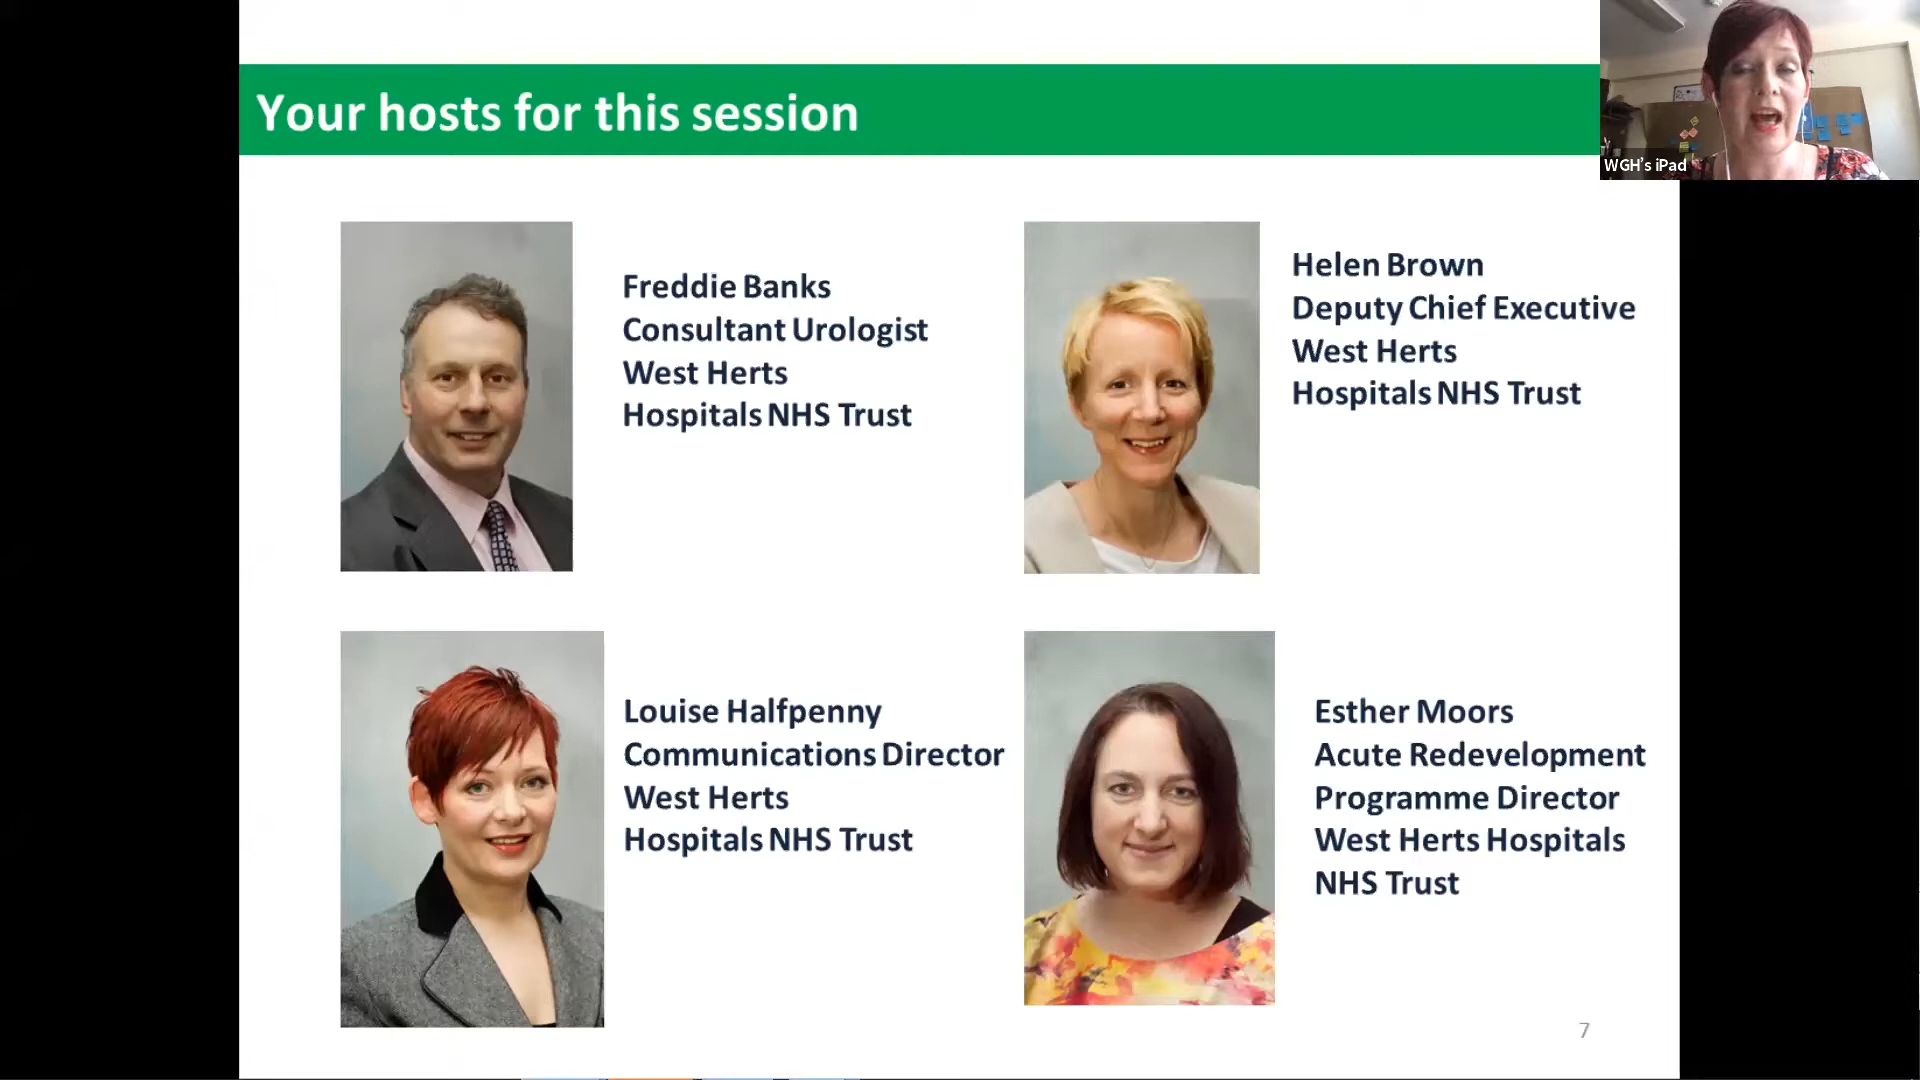 Your hosts for this session
WGH's iPad
Freddie Banks
Consultant Urologist
West Herts
Hospitals NHS Trust
Helen Brown
Deputy Chief Executive
West Herts
Hospitals NHS Trust
Louise Halfpenny
Communications Director
West Herts
Hospitals NHS Trust
Esther Moors
Acute Redevelopment
Programme Director
West Herts Hospitals
NHS Trust
7